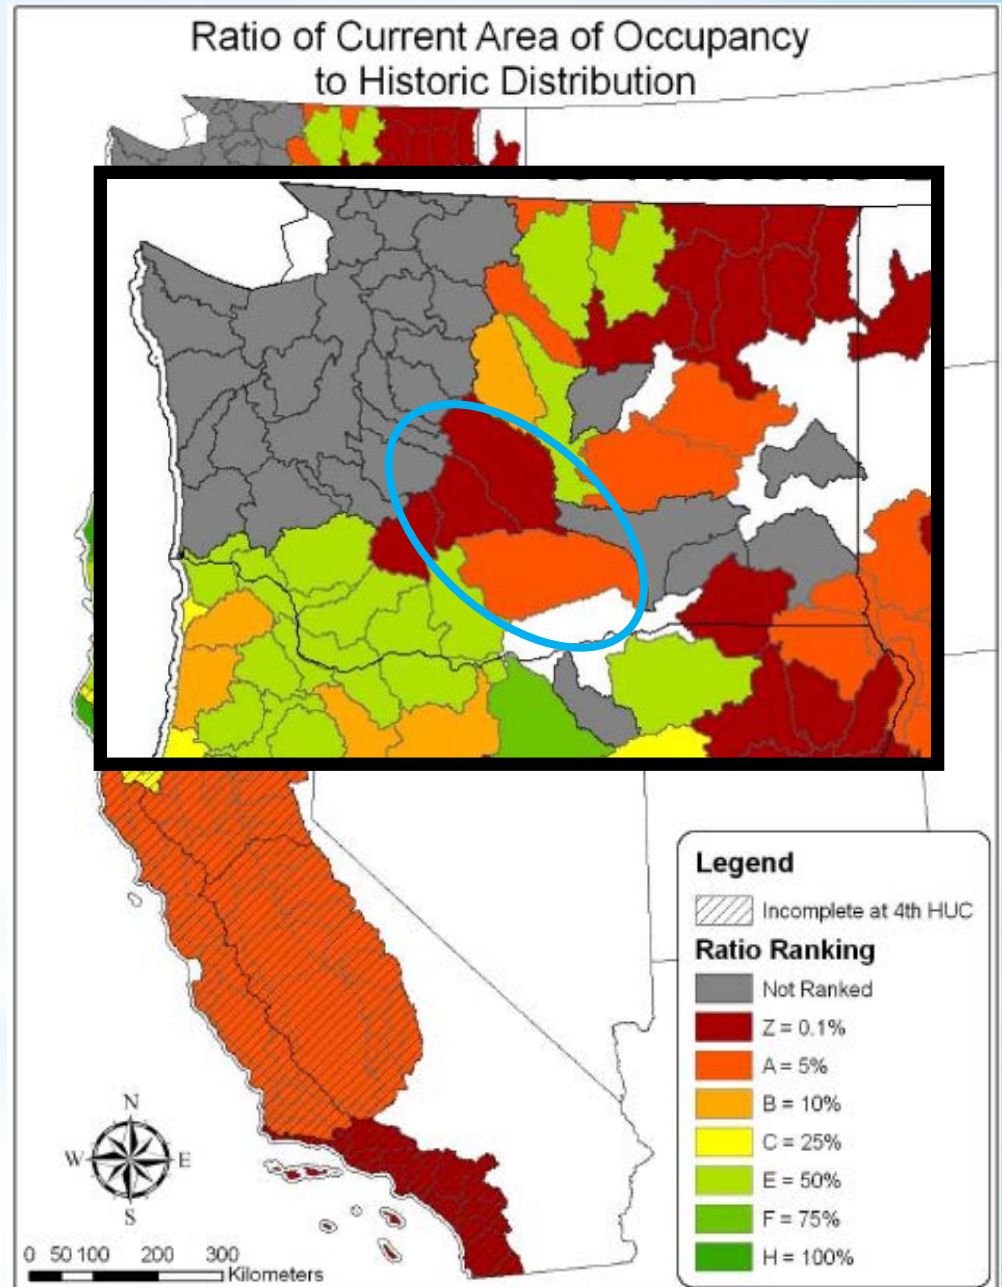 Ratio of Current Area of Occupancy
to Historic Distribution
Legend
Incomplete at 4th HUC
Ratio Ranking
Not Ranked
Z = 0.1%
A = 5%
B = 10%
C = 25%
E = 50%
F = 75%
H = 100%
N
W E
S
0 50 100 200 300
Kilometers